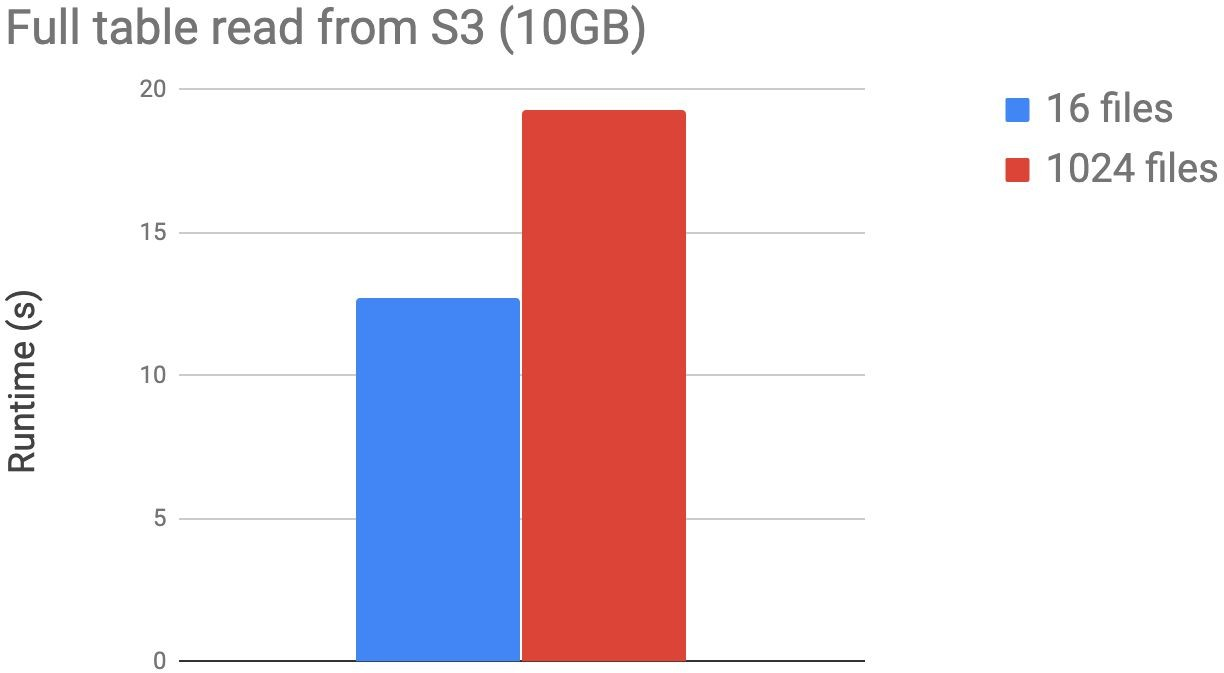 Full table read from S3 (10GB)
20
15
10
5
0
Runtime (s)
16 files
1024 files